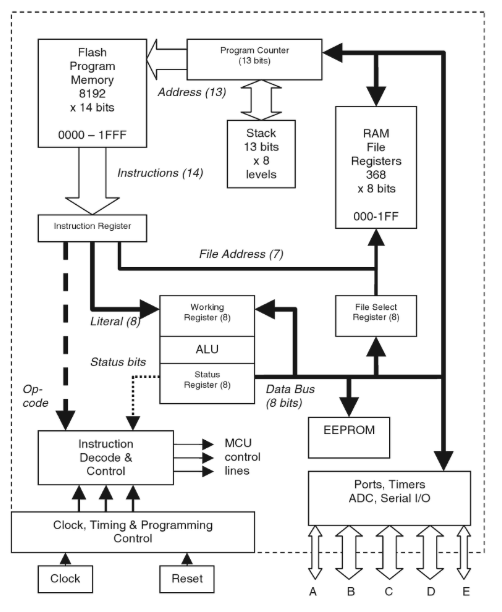 Flash
Program
Memory
8192
x 14 bits
0000 – 1FFF
Program Counter
(13 bits)
Address (13)
Stack
13 bits
x 8
levels
RAM
File
Registers
368
x 8 bits
000-1FF
Instructions (14)
Instruction Register
File Address (7)
Literal (8)
Working
Register (8)
ALU
Status
Register (8)
File Select
Register (8)
Status bits
Data Bus
(8 bits)
Op-
code
EEPROM
Instruction
Decode &
Control
MCU
control
lines
Ports, Timers
ADC, Serial I/O
Clock, Timing & Programming
Control
Clock
Reset
A B C D E